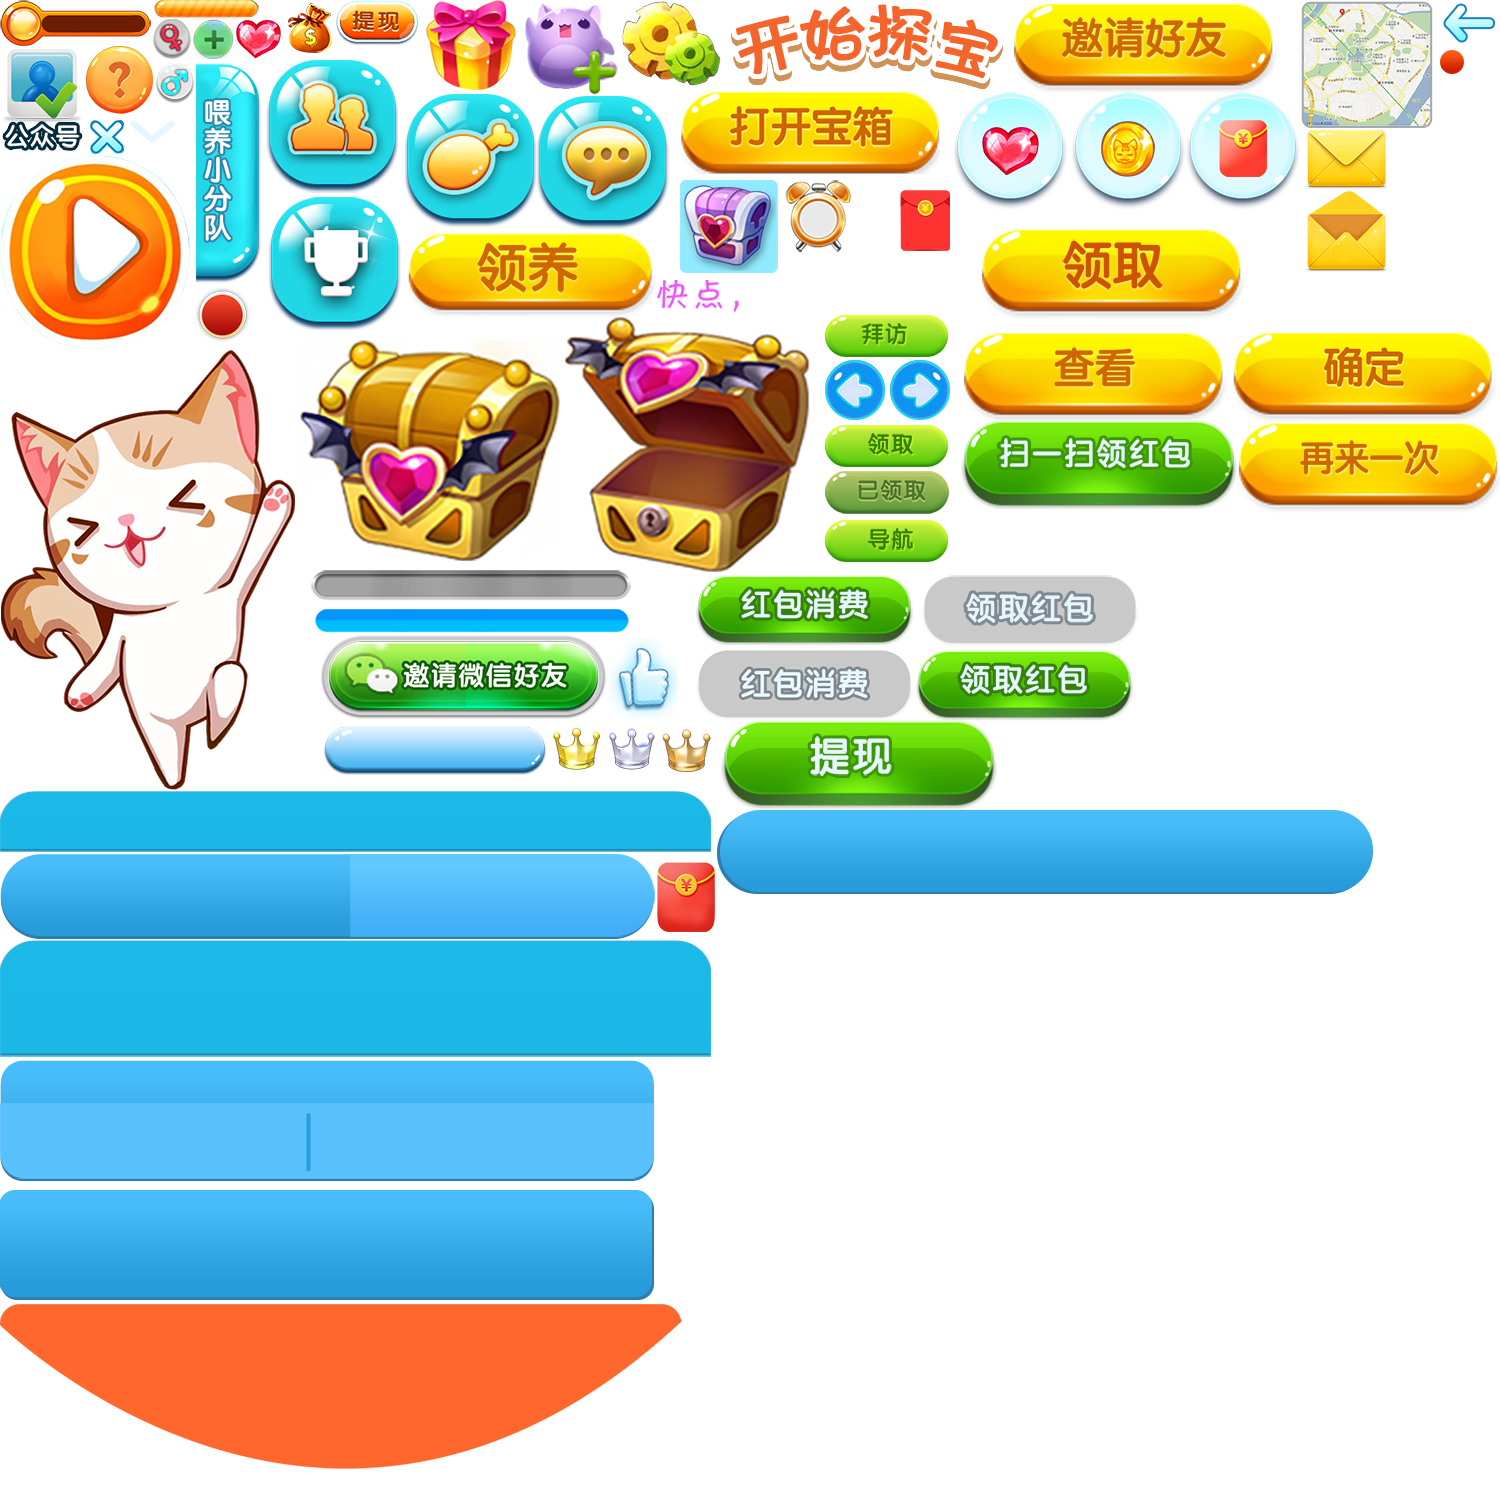 提现
开始探宝
邀请好友
公众号
喂养小分队
打开宝箱
领养
快点，
领取
拜访
查看
确定
领取
扫一扫领红包
再来一次
已领取
导航
红包消费
领取红包
邀请微信好友
红包消费
领取红包
提现